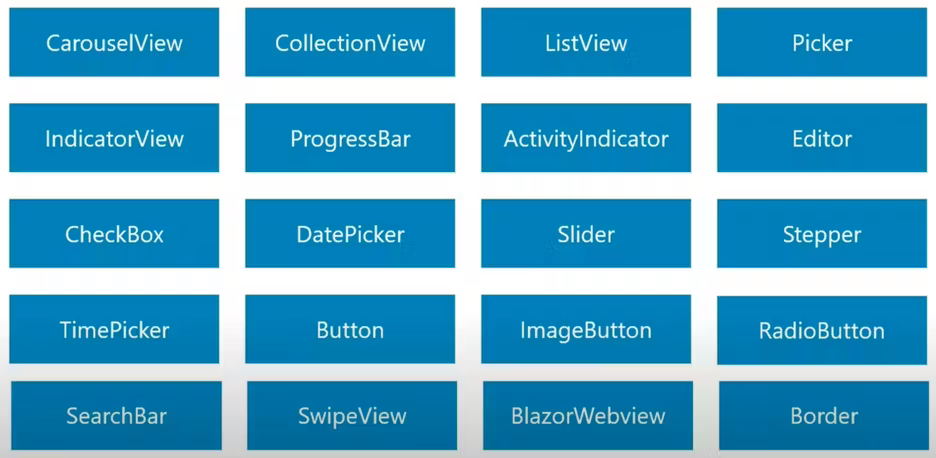 CarouselView
CollectionView
ListView
Picker
IndicatorView
ProgressBar
ActivityIndicator
Editor
CheckBox
DatePicker
Slider
Stepper
TimePicker
Button
ImageButton
RadioButton
SearchBar
SwipeView
BlazorWebview
Border